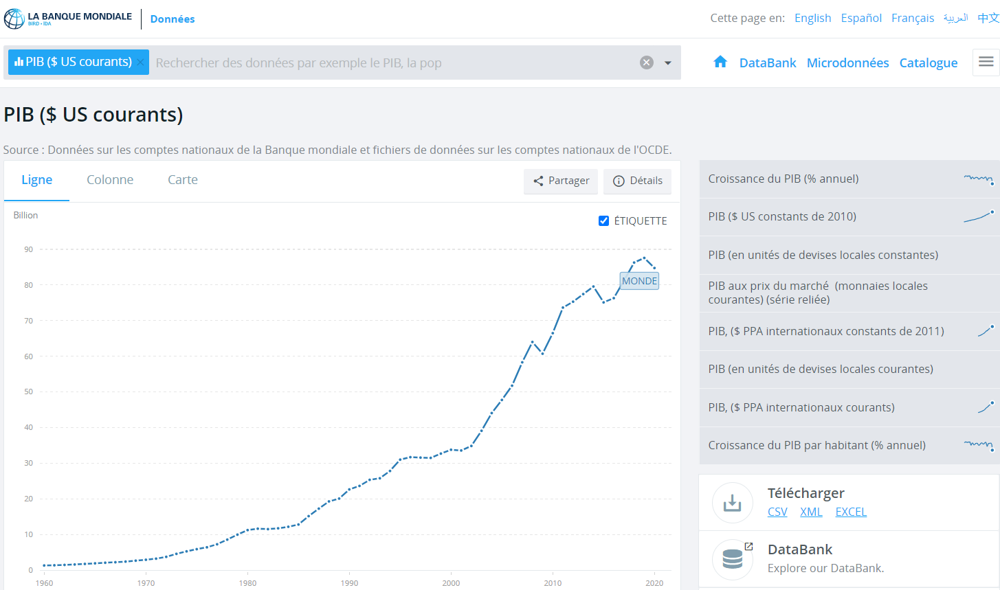 LA BANQUE MONDIALE
BIRD • IDA
Données
Cette page en: English Español Français العربية 中文
PIB ($ US courants) ×
Rechercher des données par exemple le PIB, la pop
DataBank Microdonnées Catalogue
PIB ($ US courants)
Source : Données sur les comptes nationaux de la Banque mondiale et fichiers de données sur les comptes nationaux de l'OCDE.
Ligne Colonne Carte
Partager Détails
Billion
ÉTIQUETTE
90
80
70
60
50
40
30
20
10
0
MONDE
1960 1970 1980 1990 2000 2010 2020
Croissance du PIB (% annuel)
PIB ($ US constants de 2010)
PIB (en unités de devises locales constantes)
PIB aux prix du marché (monnaies locales
courantes) (série reliée)
PIB, ($ PPA internationaux constants de 2011)
PIB (en unités de devises locales courantes)
PIB, ($ PPA internationaux courants)
Croissance du PIB par habitant (% annuel)
Télécharger
CSV XML EXCEL
DataBank
Explore our DataBank.